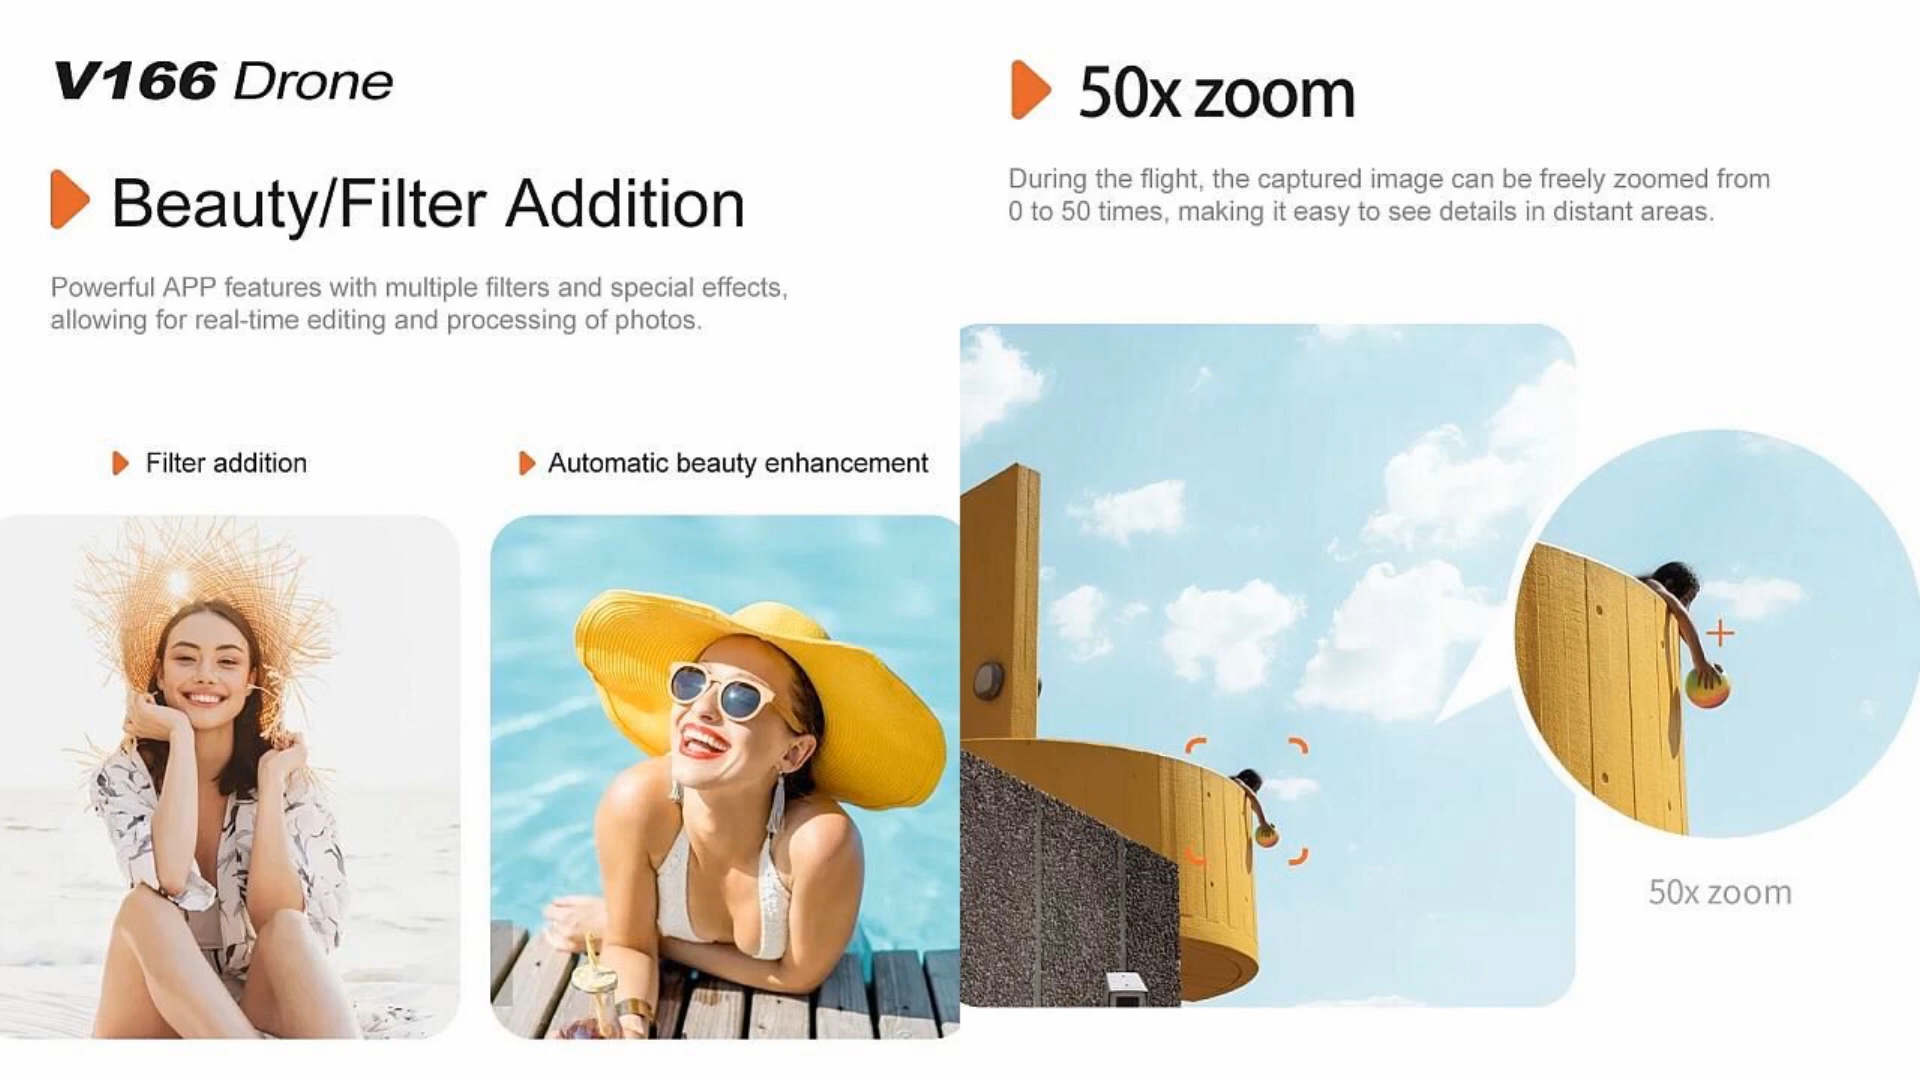 V166 Drone
Beauty/Filter Addition
Powerful APP features with multiple filters and special effects,
allowing for real-time editing and processing of photos.
Filter addition
Automatic beauty enhancement
50x zoom
During the flight, the captured image can be freely zoomed from
0 to 50 times, making it easy to see details in distant areas.
50x zoom